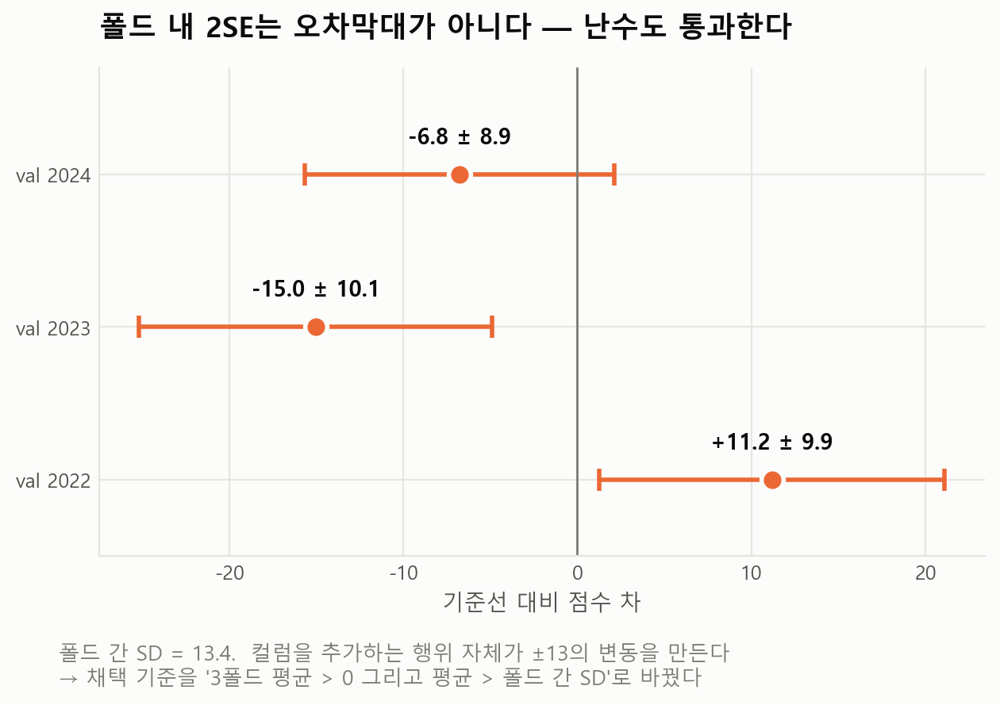 폴드 내 2SE는 오차막대가 아니다 — 난수도 통과한다
-6.8 ± 8.9
val 2024
-15.0 ± 10.1
val 2023
+11.2 ± 9.9
val 2022
-20 -10 0 10 20
기준선 대비 점수 차
폴드 간 SD = 13.4. 컬럼을 추가하는 행위 자체가 ±13의 변동을 만든다
→ 채택 기준을 '3폴드 평균 > 0 그리고 평균 > 폴드 간 SD'로 바꿨다